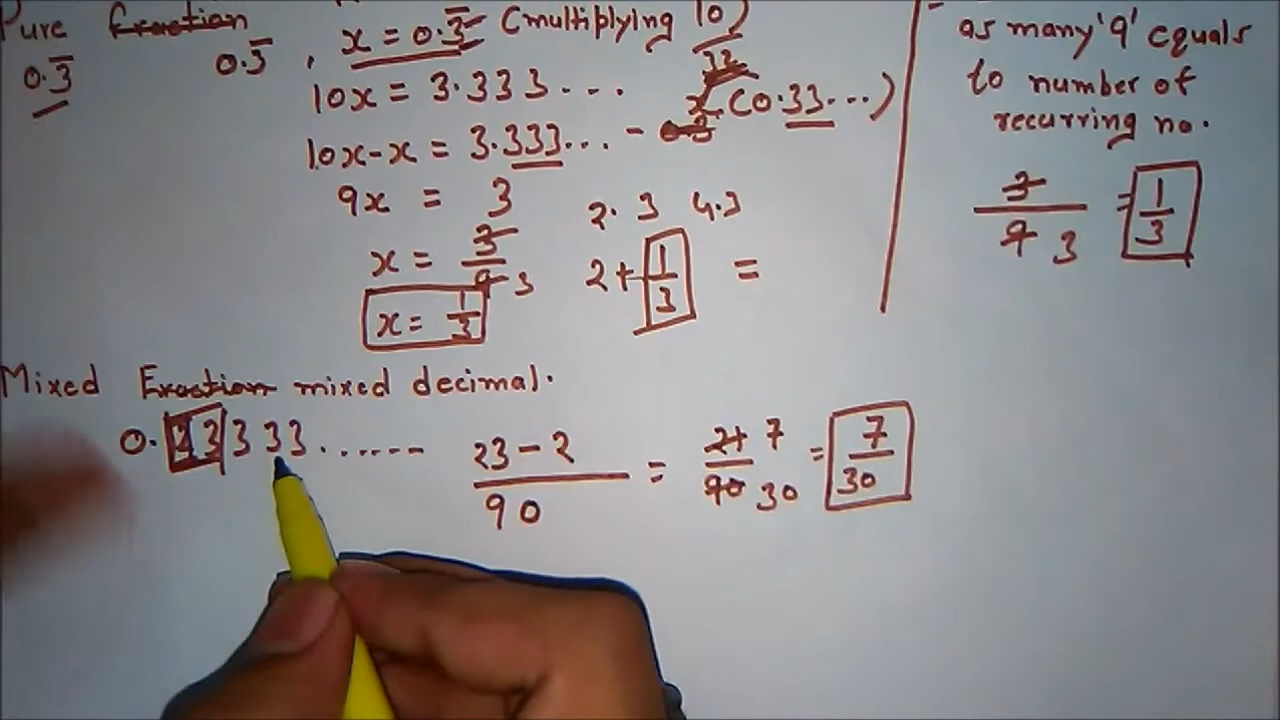 Pure Fraction
0.3̅
0.3̅ , x = 0.3̅ (multiplying 10)
10x = 3.333...
10x-x = 3.333... - x (0.33...)
9x = 3
x = 3/9 3
x = 1/3
2.3 4.3
2+ 1/3 =
as many '9' equals
to number of
recurring no.
3/9 3 = 1/3
Mixed Fraction mixed decimal.
0.23333.......
23-2/90 = 21/90 7/30 = 7/30